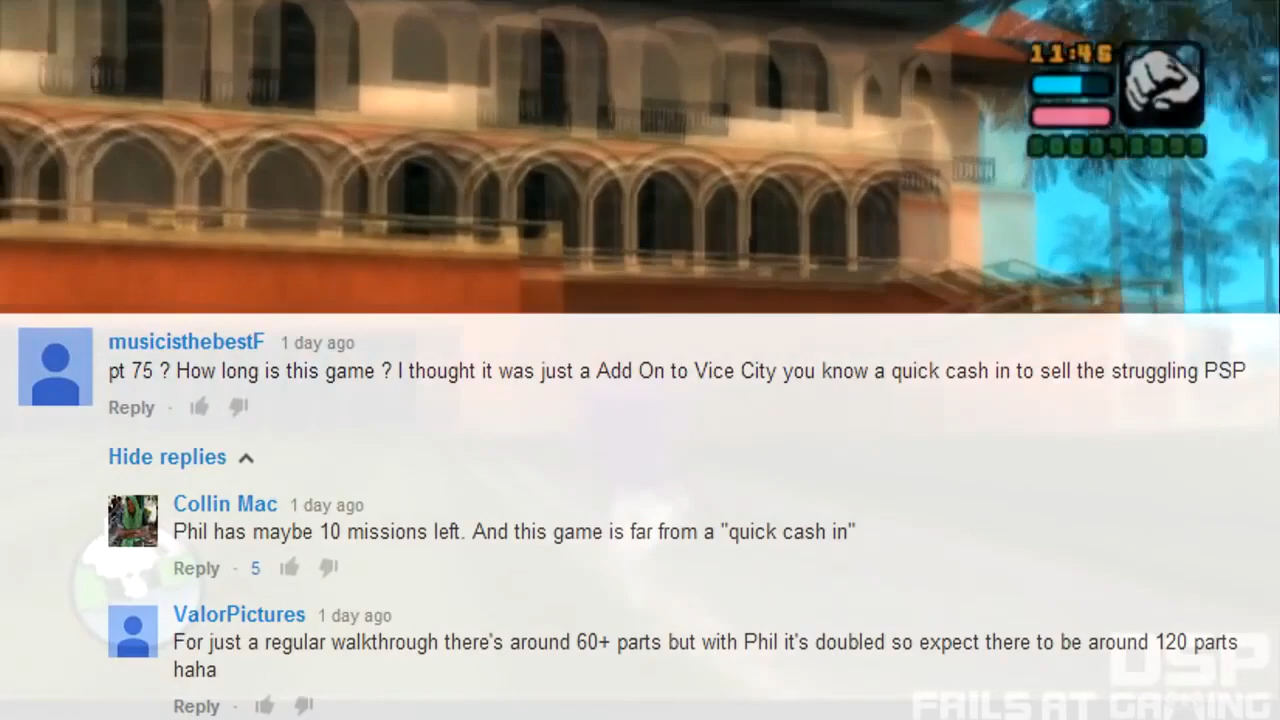 11:46
musicisthebestF 1 day ago
pt 75 ? How long is this game ? I thought it was just a Add On to Vice City you know a quick cash in to sell the struggling PSP
Reply ·
Hide replies
Collin Mac 1 day ago
Phil has maybe 10 missions left. And this game is far from a "quick cash in"
Reply · 5
ValorPictures 1 day ago
For just a regular walkthrough there's around 60+ parts but with Phil it's doubled so expect there to be around 120 parts
haha
Reply ·
DSP
FAILS AT GAMING